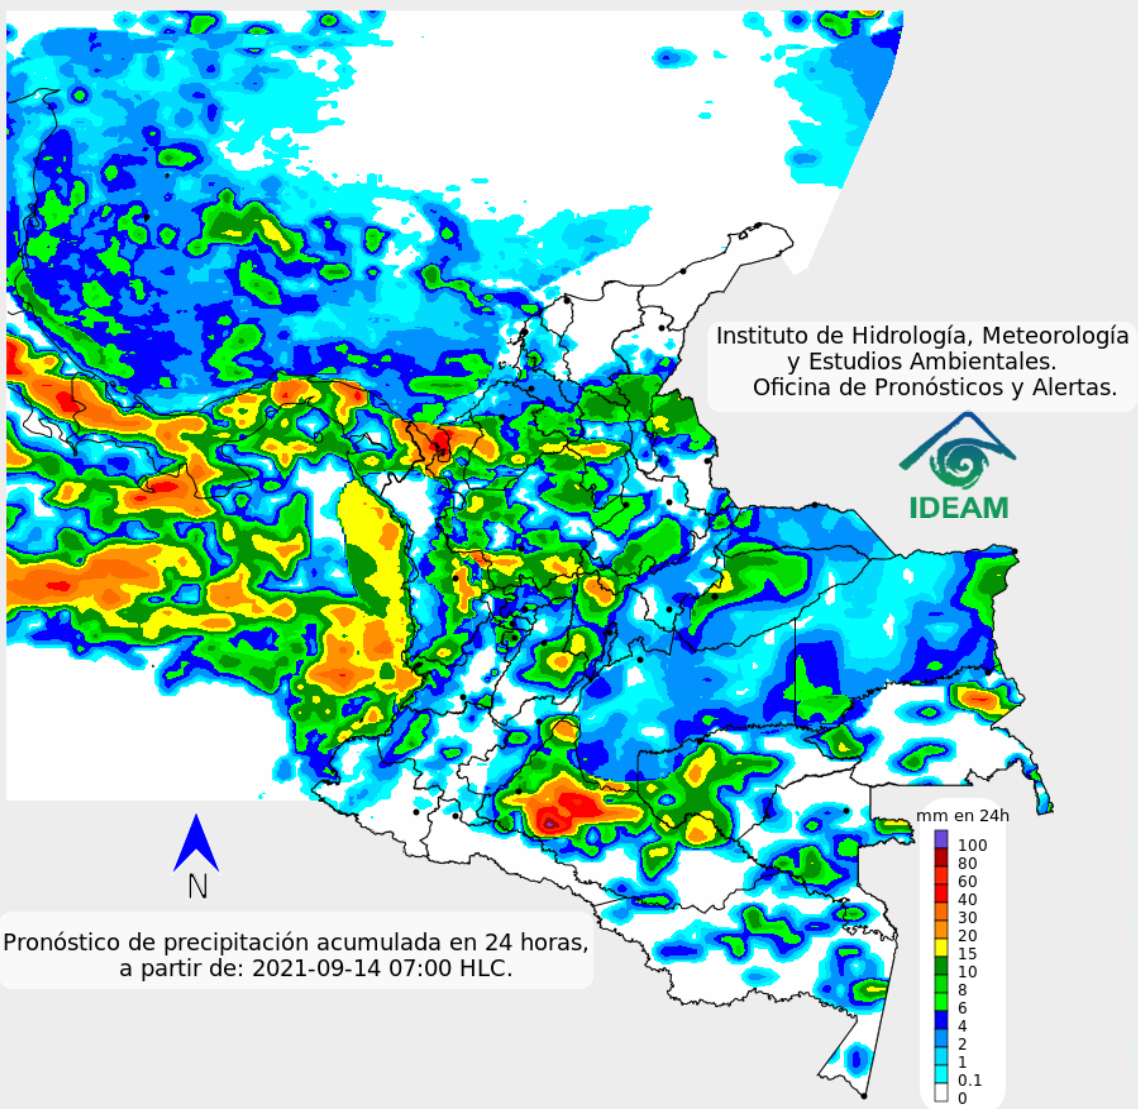 Instituto de Hidrología, Meteorología
y Estudios Ambientales.
Oficina de Pronósticos y Alertas.
IDEAM
mm en 24h
100
80
60
40
30
20
15
10
8
6
4
2
1
0.1
0
N
Pronóstico de precipitación acumulada en 24 horas,
a partir de: 2021-09-14 07:00 HLC.